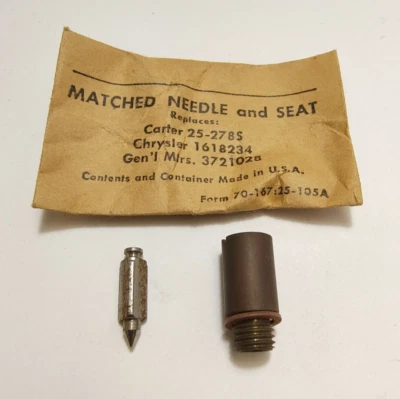 MATCHED NEEDLE and SEAT
Replaces:
Carter 25-278S
Chrysler 1618234
Gen'l Mtrs. 3721028
Contents and Container Made in U.S.A.
Form 70-167:25-105A